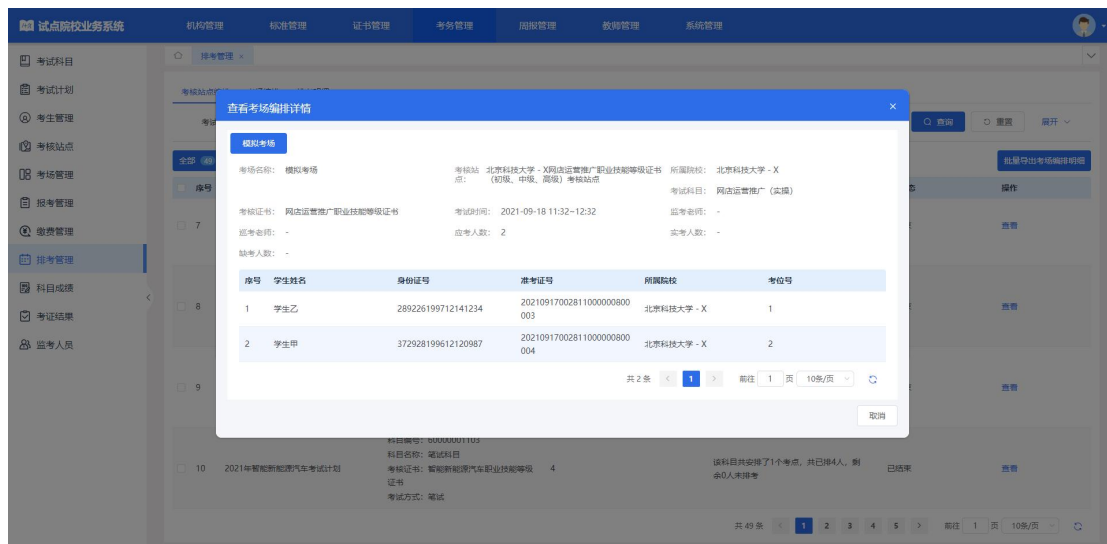 试点院校业务系统
机构管理 标准管理 证书管理 考务管理 周报管理 教师管理 系统管理
考试科目
考试计划
考生管理
考核站点
考场管理
报考管理
缴费管理
排考管理
科目成绩
考证结果
监考人员
排考管理 ×
考核站点
查询 重置 展开
全部 49 批量导出考场编排明细
序号 操作
7 查看
8 查看
9 查看
查看考场编排详情 ×
模拟考场
考场名称： 模拟考场 考核站点： 北京科技大学 - X网店运营推广职业技能等级证书 所属院校： 北京科技大学 - X
（初级、中级、高级）考核站点
考试科目： 网店运营推广（实操）
考核证书： 网店运营推广职业技能等级证书 考试时间： 2021-09-18 11:32~12:32 监考老师： -
巡考老师： - 应考人数： 2 实考人数： -
缺考人数： -
序号 学生姓名 身份证号 准考证号 所属院校 考位号
1 学生乙 289226199712141234 20210917002811000000800 北京科技大学 - X 1
003
2 学生甲 372928199612120987 20210917002811000000800 北京科技大学 - X 2
004
共 2 条 < 1 > 前往 1 页 10条/页
取消
科目编号：60000001103
科目名称：笔试科目
10 2021年智能新能源汽车考试计划 考核证书：智能新能源汽车职业技能等级 4 该科目共安排了1个考点，共已排4人，剩 已结束 查看
证书 余0人未排考
考试方式：笔试
共 49 条 < 1 2 3 4 5 > 前往 1 页 10条/页